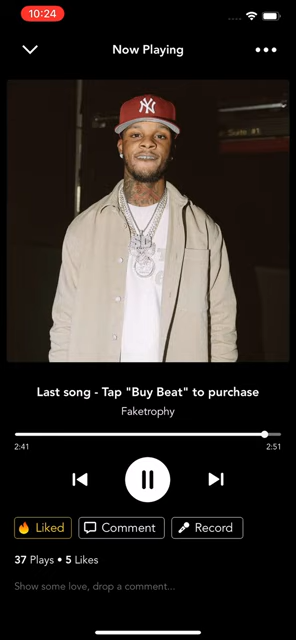 10:24
Now Playing
NY
Last song - Tap "Buy Beat" to purchase
Faketrophy
2:41
2:51
Liked
Comment
Record
37 Plays • 5 Likes
Show some love, drop a comment...